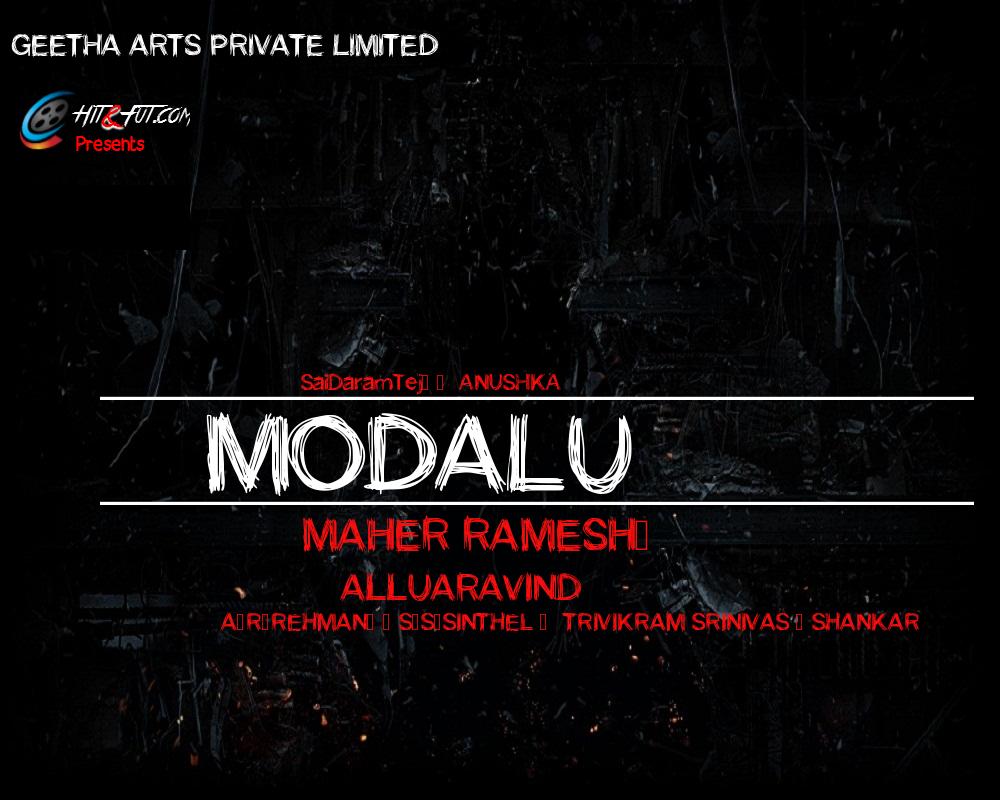 GEETHA ARTS PRIVATE LIMITED
HIT&FUT.COM
Presents
SaiDaramTej▯ ▯ ANUSHKA
MODALU
MAHER RAMESH▯
ALLUARAVIND
A▯R▯REHMAN▯ ▯ S▯S▯SINTHEL ▯ TRIVIKRAM SRINIVAS ▯ SHANKAR